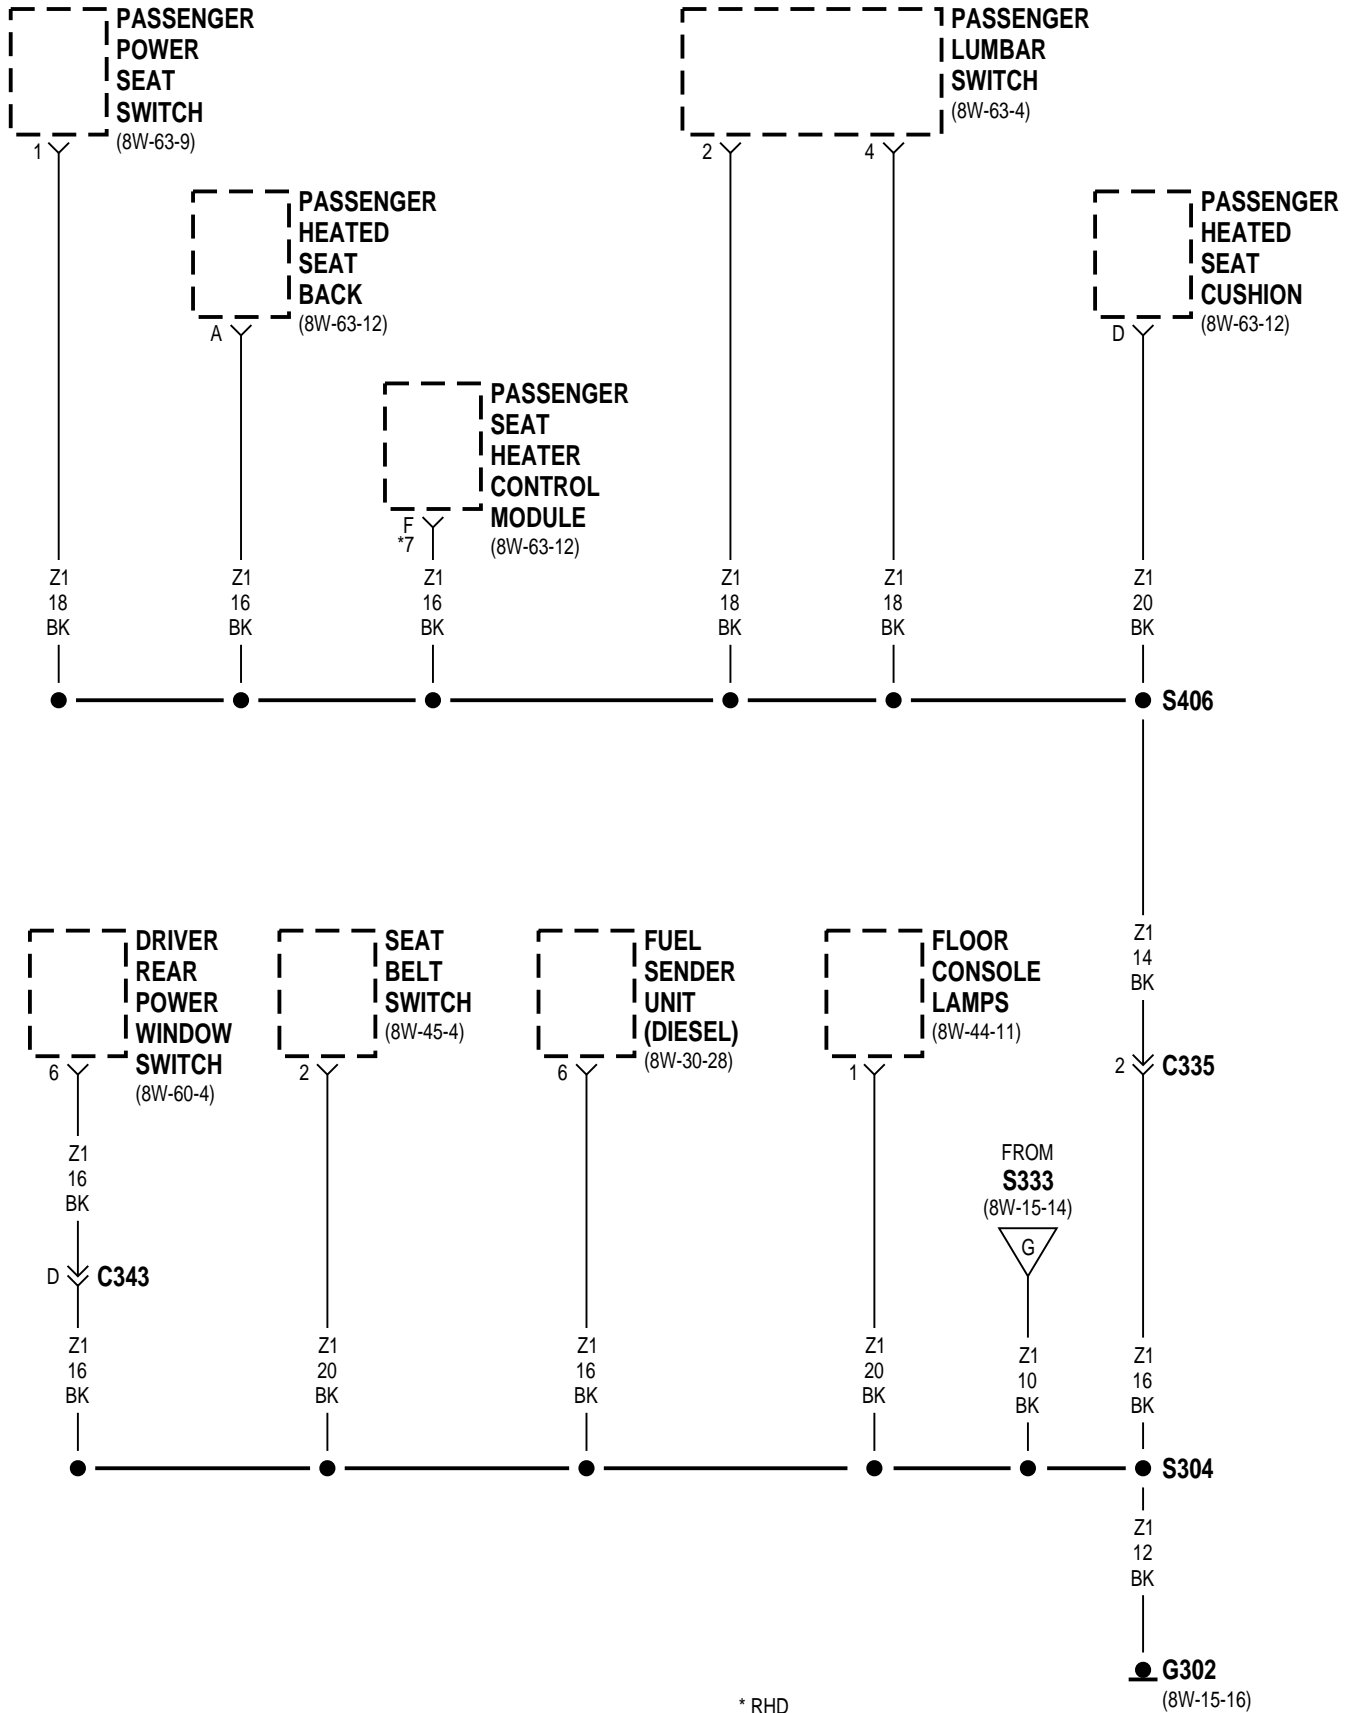 PASSENGER
POWER
SEAT
SWITCH
(8W-63-9)
1
PASSENGER
LUMBAR
SWITCH
(8W-63-4)
2
4
PASSENGER
HEATED
SEAT
BACK
(8W-63-12)
A
PASSENGER
HEATED
SEAT
CUSHION
(8W-63-12)
D
PASSENGER
SEAT
HEATER
CONTROL
MODULE
(8W-63-12)
F
*7
Z1
18
BK
Z1
16
BK
Z1
16
BK
Z1
18
BK
Z1
18
BK
Z1
20
BK
S406
DRIVER
REAR
POWER
WINDOW
SWITCH
(8W-60-4)
6
SEAT
BELT
SWITCH
(8W-45-4)
2
FUEL
SENDER
UNIT
(DIESEL)
(8W-30-28)
6
FLOOR
CONSOLE
LAMPS
(8W-44-11)
1
Z1
14
BK
2
C335
Z1
16
BK
FROM
S333
(8W-15-14)
G
D
C343
Z1
16
BK
Z1
20
BK
Z1
16
BK
Z1
20
BK
Z1
10
BK
Z1
16
BK
S304
Z1
12
BK
G302
(8W-15-16)
* RHD